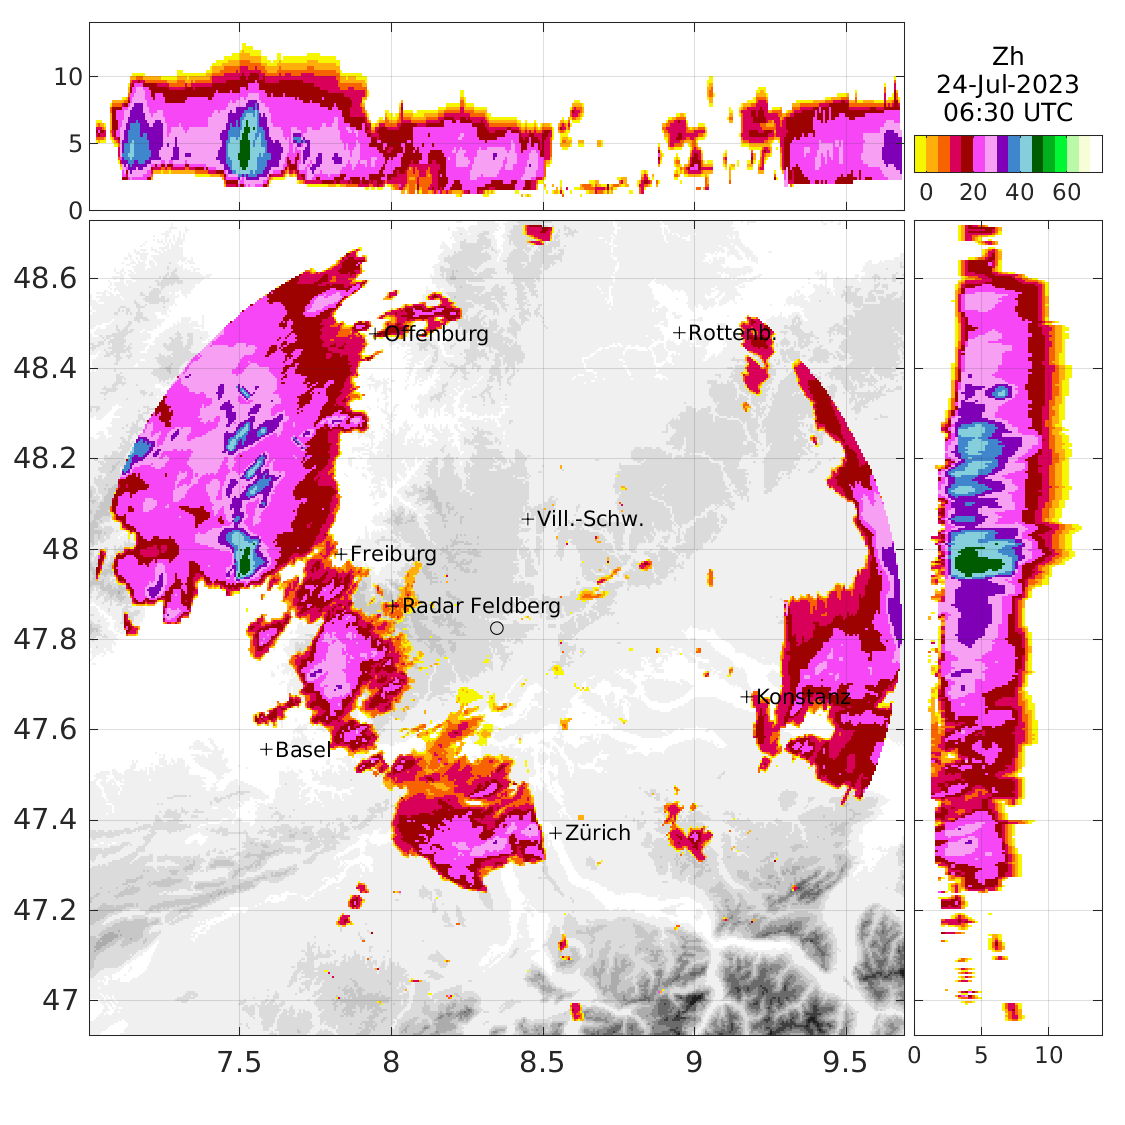 Zh
24-Jul-2023
06:30 UTC
0 20 40 60
10
5
0
48.6
48.4
48.2
48
47.8
47.6
47.4
47.2
47
+Offenburg
+Rottenb.
+Vill.-Schw.
+Freiburg
+Radar Feldberg
+Konstanz
+Basel
+Zürich
7.5 8 8.5 9 9.5
0 5 10